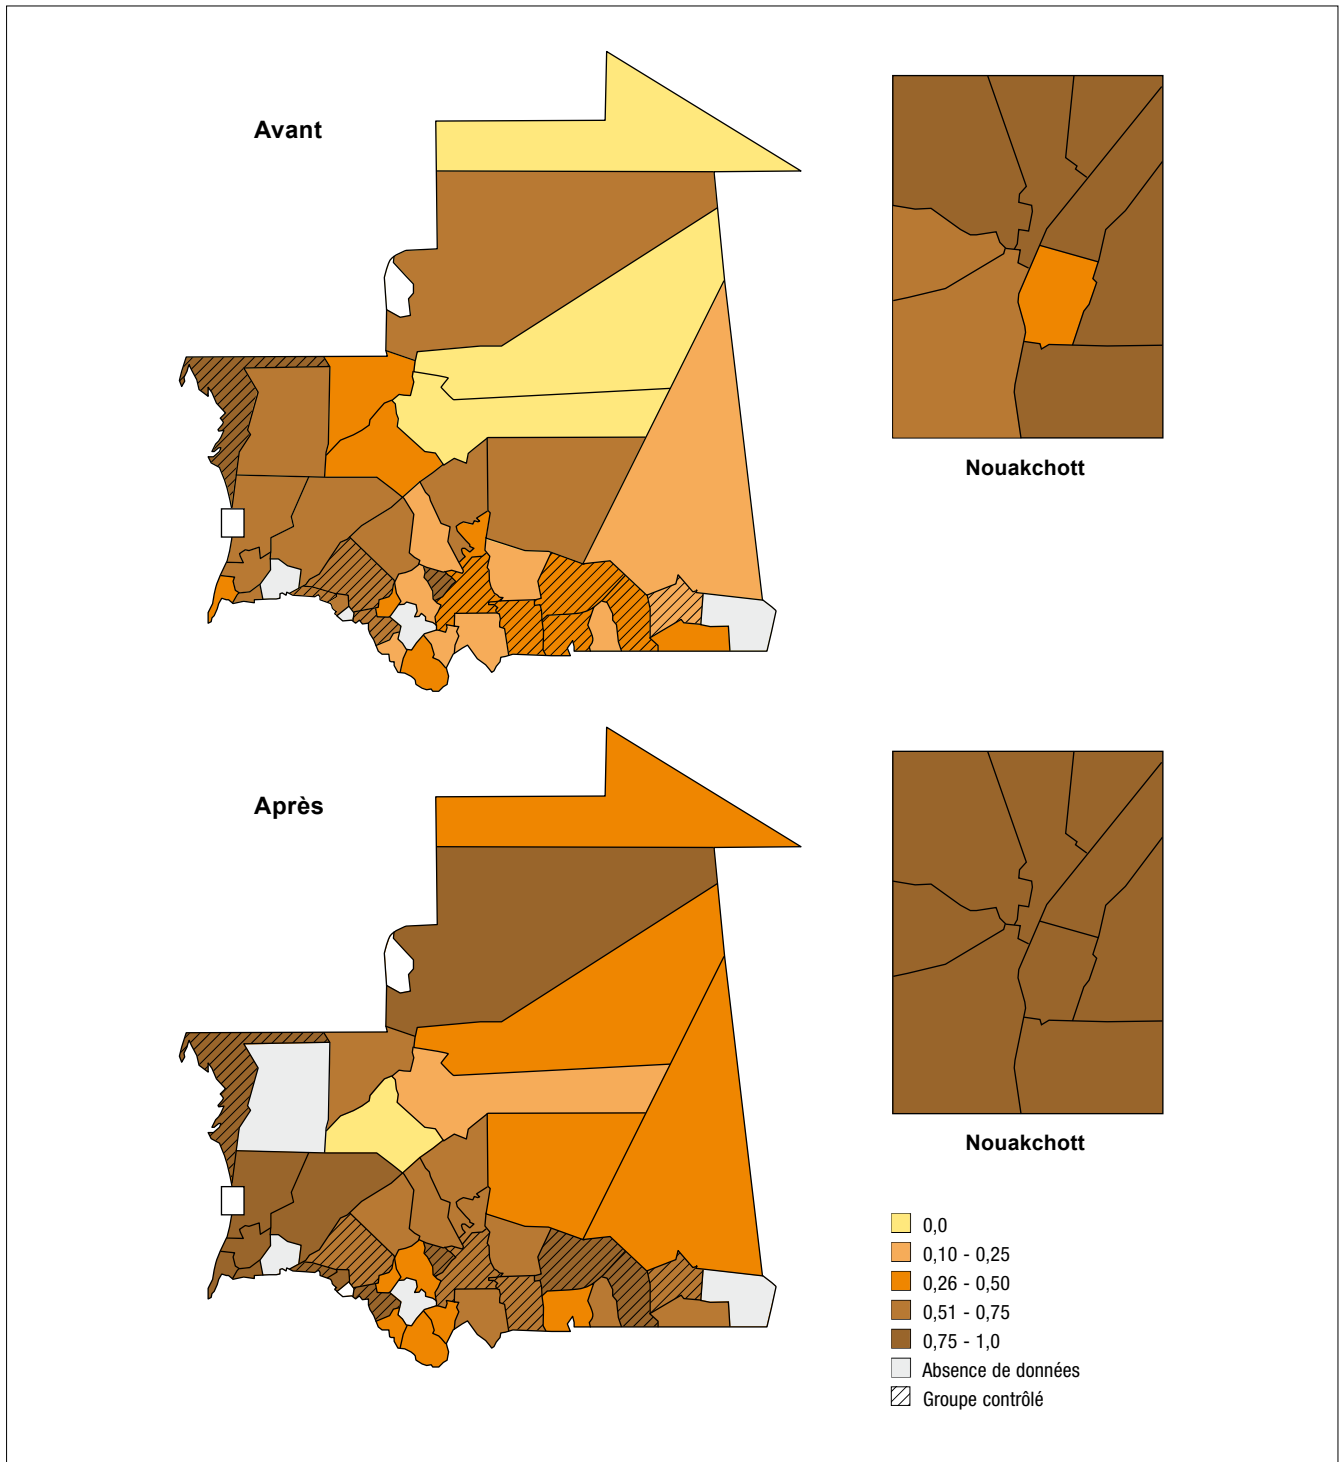 Avant
Nouakchott
Après
Nouakchott
0,0
0,10 - 0,25
0,26 - 0,50
0,51 - 0,75
0,75 - 1,0
Absence de données
Groupe contrôlé